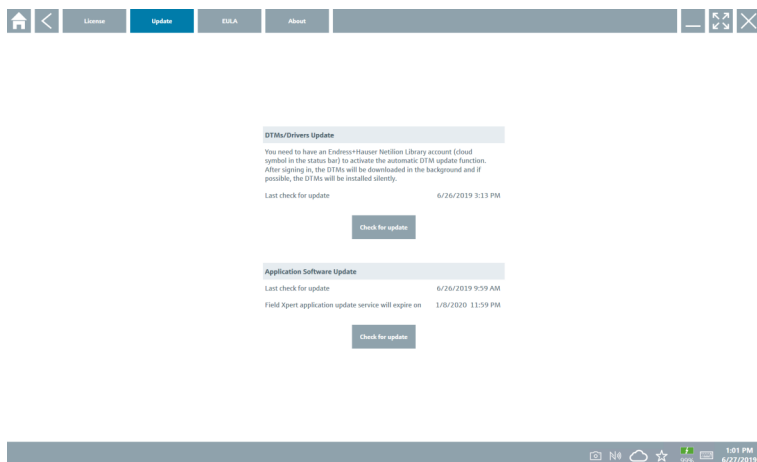 License Update EULA About
DTMs/Drivers Update
You need to have an Endress+Hauser Netilion Library account (cloud
symbol in the status bar) to activate the automatic DTM update function.
After signing in, the DTMs will be downloaded in the background and if
possible, the DTMs will be installed silently.
Last check for update 6/26/2019 3:13 PM
Check for update
Application Software Update
Last check for update 6/26/2019 9:59 AM
Field Xpert application update service will expire on 1/8/2020 11:59 PM
Check for update
1:01 PM
99% 6/27/2019